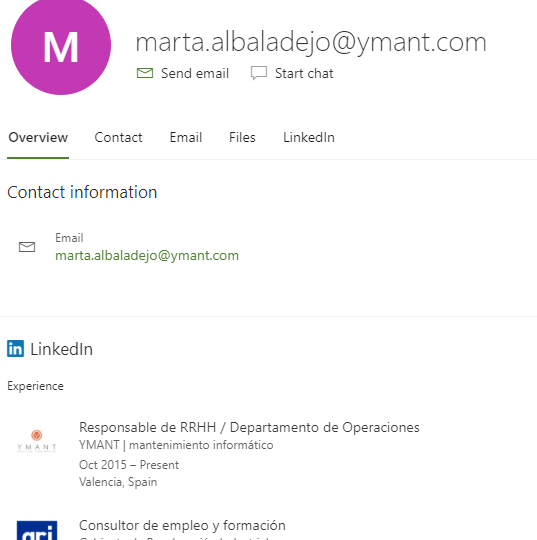 M
marta.albaladejo@ymant.com
Send email Start chat
Overview Contact Email Files LinkedIn
Contact information
Email
marta.albaladejo@ymant.com
in LinkedIn
Experience
YMANT
Responsable de RRHH / Departamento de Operaciones
YMANT | mantenimiento informático
Oct 2015 – Present
Valencia, Spain
Consultor de empleo y formación